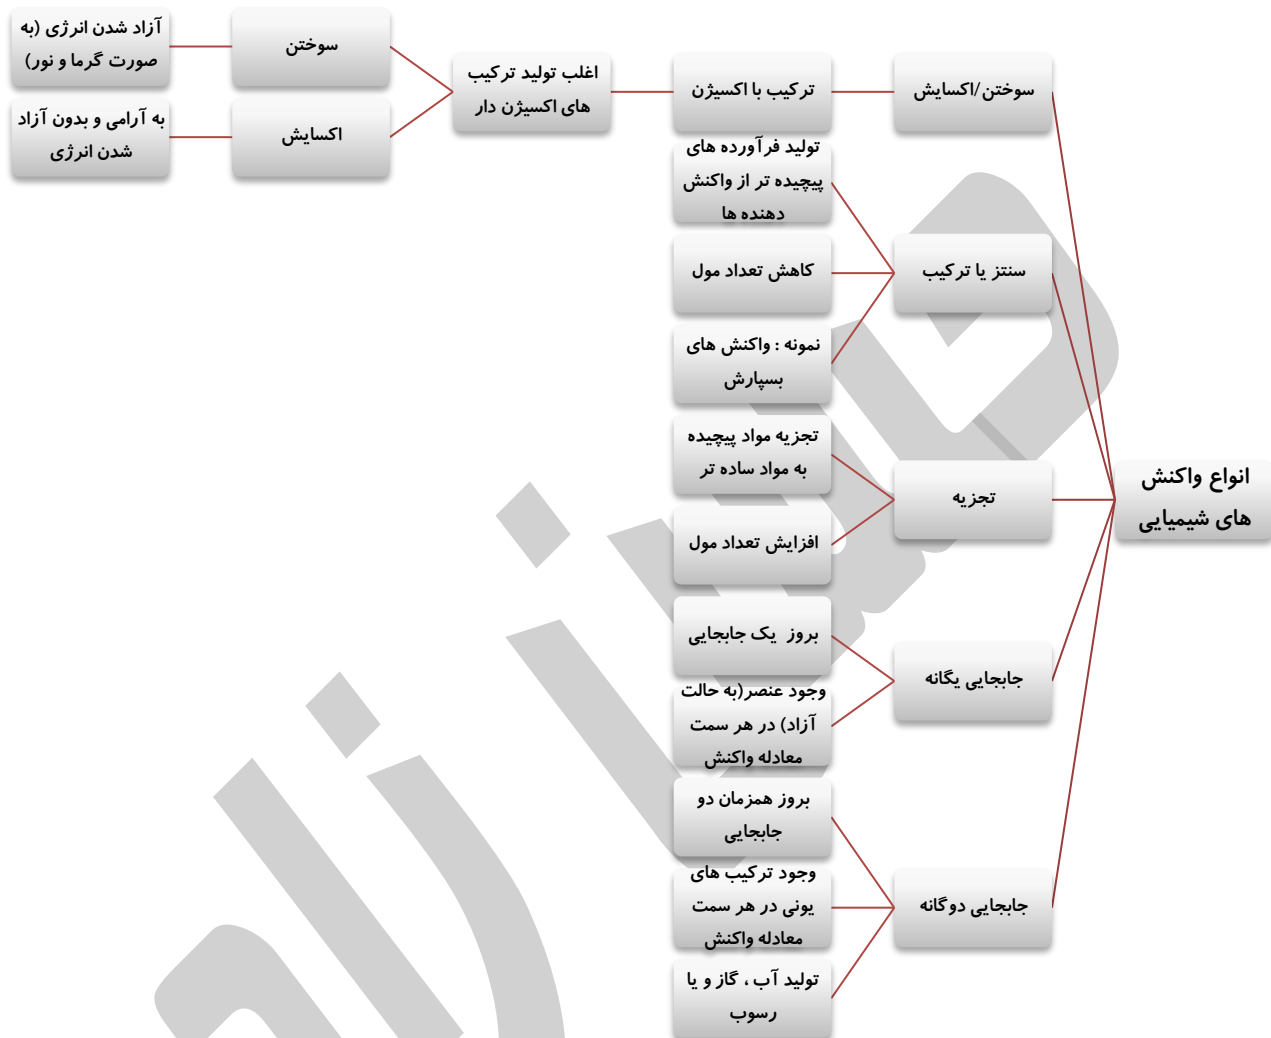 انواع واکنش
های شیمیایی
سوختن/اکسایش
ترکیب با اکسیژن
اغلب تولید ترکیب
های اکسیژن دار
سوختن
آزاد شدن انرژی (به
صورت گرما و نور)
اکسایش
به آرامی و بدون آزاد
شدن انرژی
سنتز یا ترکیب
تولید فرآورده های
پیچیده تر از واکنش
دهنده ها
کاهش تعداد مول
نمونه : واکنش های
بسپارش
تجزیه
تجزیه مواد پیچیده
به مواد ساده تر
افزایش تعداد مول
جابجایی یگانه
بروز یک جابجایی
وجود عنصر(به حالت
آزاد) در هر سمت
معادله واکنش
جابجایی دوگانه
بروز همزمان دو
جابجایی
وجود ترکیب های
یونی در هر سمت
معادله واکنش
تولید آب ، گاز و یا
رسوب